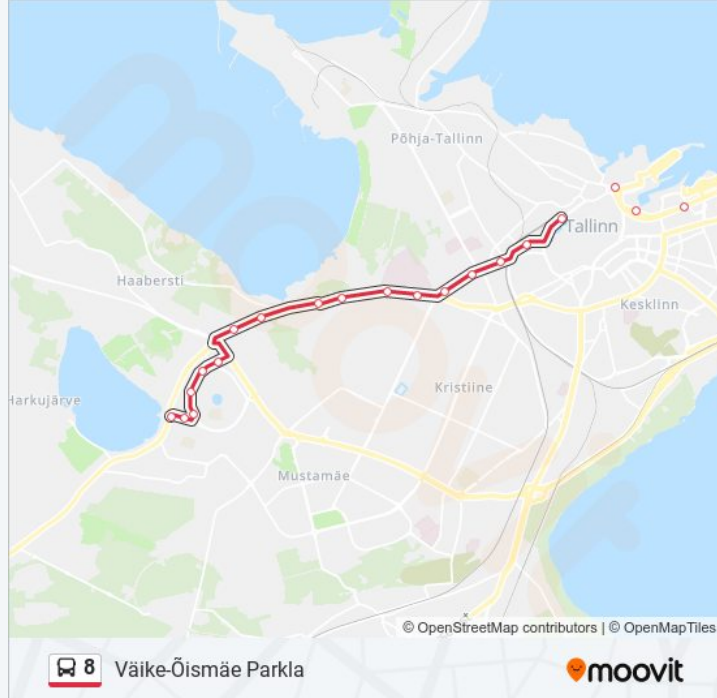 Põhja-Tallinn
Tallinn
Haabersti
Kesklinn
Kristiine
Harkujärve
Mustamäe
© OpenStreetMap contributors | © OpenMapTiles
8 Väike-Õismäe Parkla
moovit